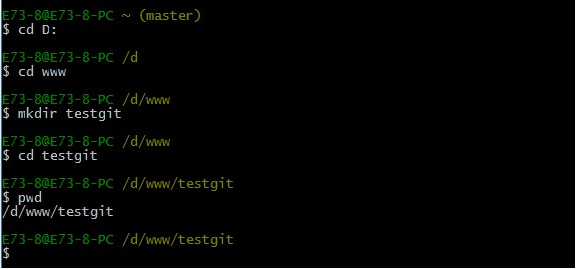 E73-8@E73-8-PC ~ (master)
$ cd D:
E73-8@E73-8-PC /d
$ cd www
E73-8@E73-8-PC /d/www
$ mkdir testgit
E73-8@E73-8-PC /d/www
$ cd testgit
E73-8@E73-8-PC /d/www/testgit
$ pwd
/d/www/testgit
E73-8@E73-8-PC /d/www/testgit
$